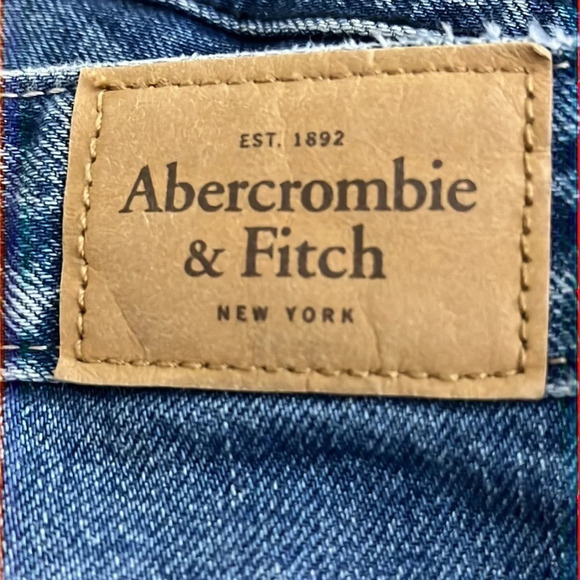 EST. 1892
Abercrombie
& Fitch
NEW YORK